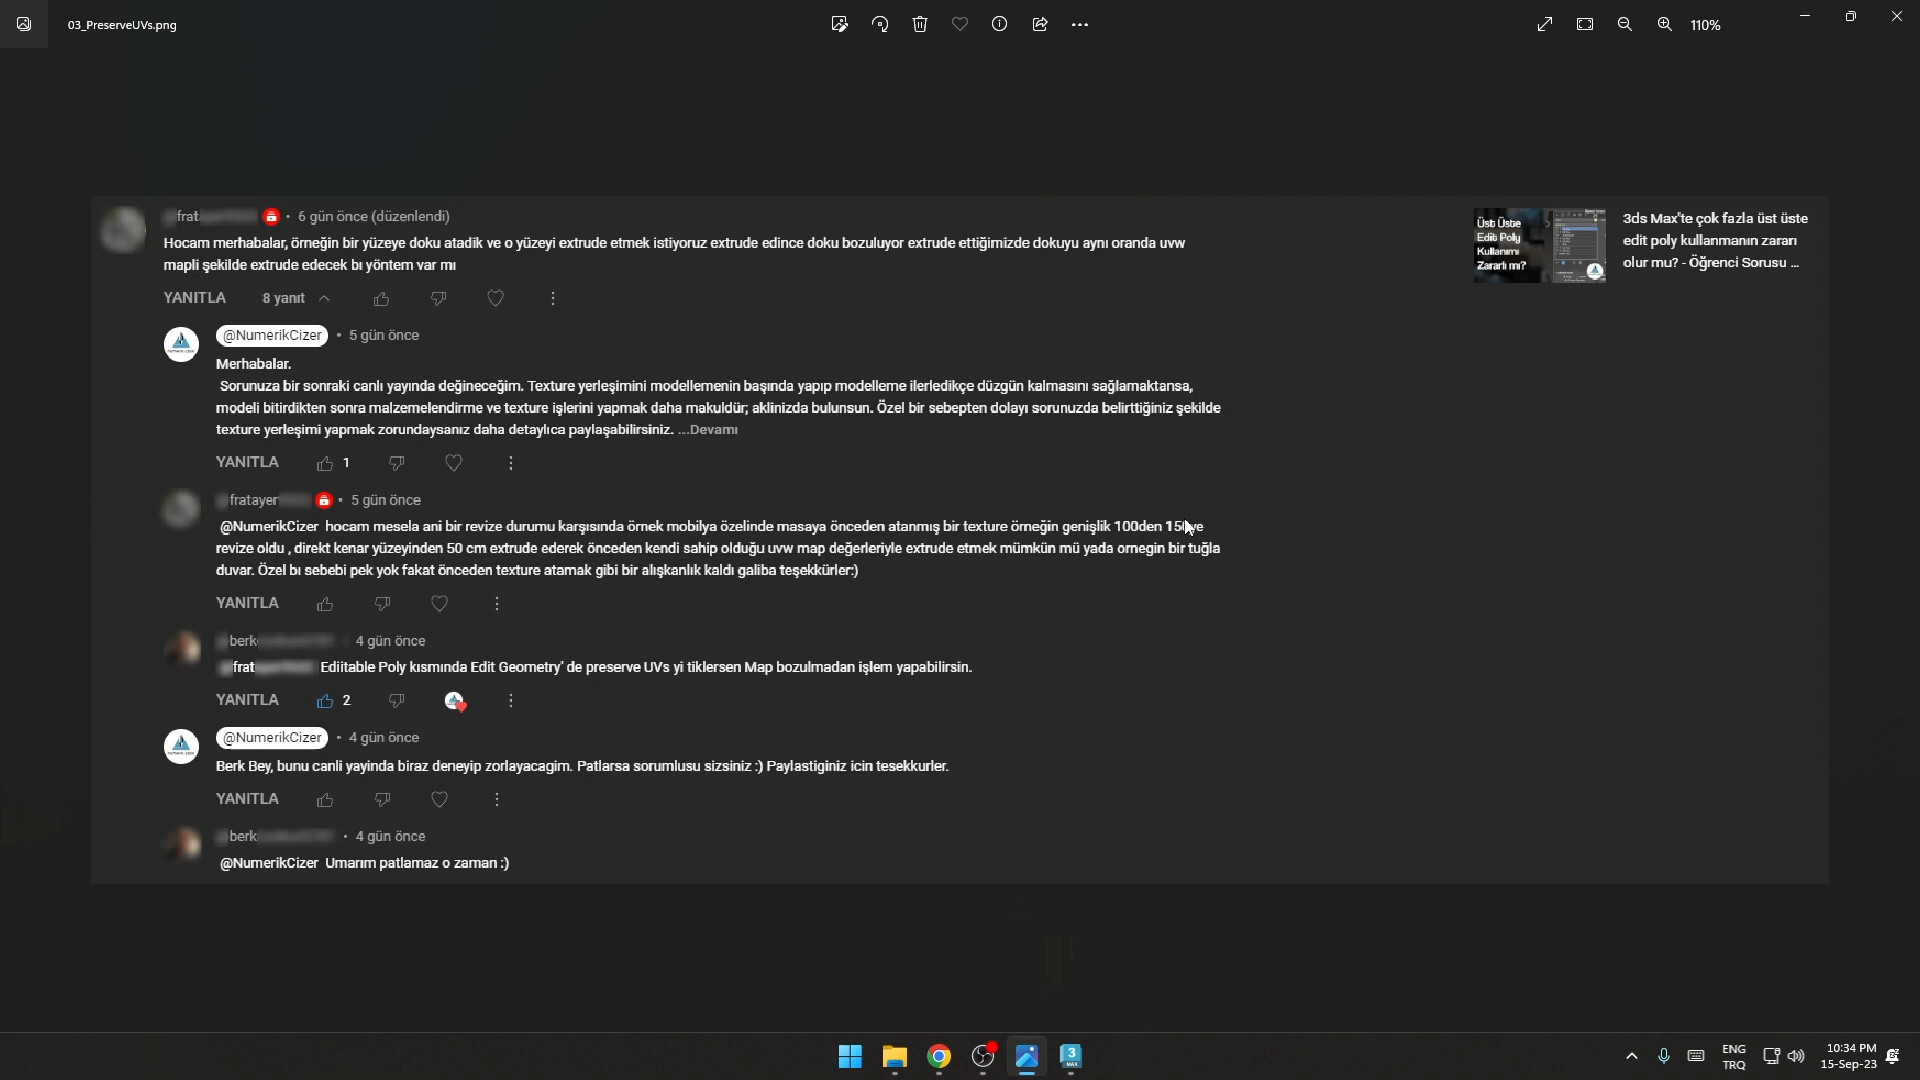 03_PreserveUVs.png
110%
frat • 6 gün önce (düzenlendi)
Hocam merhabalar, örneğin bir yüzeye doku atadik ve o yüzeyi extrude etmek istiyoruz extrude edince doku bozuluyor extrude ettiğimizde dokuyu aynı oranda uvw
mapli şekilde extrude edecek bı yöntem var mı
YANITLA 8 yanıt
Üst Üste
Edit Poly
Kullanımı
Zararlı mı?
3ds Max'te çok fazla üst üste
edit poly kullanmanın zararı
olur mu? - Öğrenci Sorusu ...
@NumerikCizer • 5 gün önce
Merhabalar.
Sorunuza bir sonraki canlı yayında değineceğim. Texture yerleşimini modellemenin başında yapıp modelleme ilerledikçe düzgün kalmasını sağlamaktansa,
modeli bitirdikten sonra malzemelendirme ve texture işlerini yapmak daha makuldür; aklinizda bulunsun. Özel bir sebepten dolayı sorunuzda belirttiğiniz şekilde
texture yerleşimi yapmak zorundaysanız daha detaylıca paylaşabilirsiniz. ...Devamı
YANITLA 1
fratayer • 5 gün önce
@NumerikCizer hocam mesela ani bir revize durumu karşısında örnek mobilya özelinde masaya önceden atanmış bir texture örneğin genişlik 100den
revize oldu , direkt kenar yüzeyinden 50 cm extrude ederek önceden kendi sahip olduğu uvw map değerleriyle extrude etmek mümkün mü yada ornegin bir tuğla
duvar. Özel bı sebebi pek yok fakat önceden texture atamak gibi bir alışkanlık kaldı galiba teşekkürler:)
YANITLA
berk 4 gün önce
frat Ediitable Poly kısmında Edit Geometry' de preserve UV's yi tiklersen Map bozulmadan işlem yapabilirsin.
YANITLA 2
@NumerikCizer • 4 gün önce
Berk Bey, bunu canli yayinda biraz deneyip zorlayacagim. Patlarsa sorumlusu sizsiniz :) Paylastiginiz icin tesekkurler.
YANITLA
berk • 4 gün önce
@NumerikCizer Umarım patlamaz o zaman :)
3
MAX
ENG
TRQ
10:34 PM
15-Sep-23